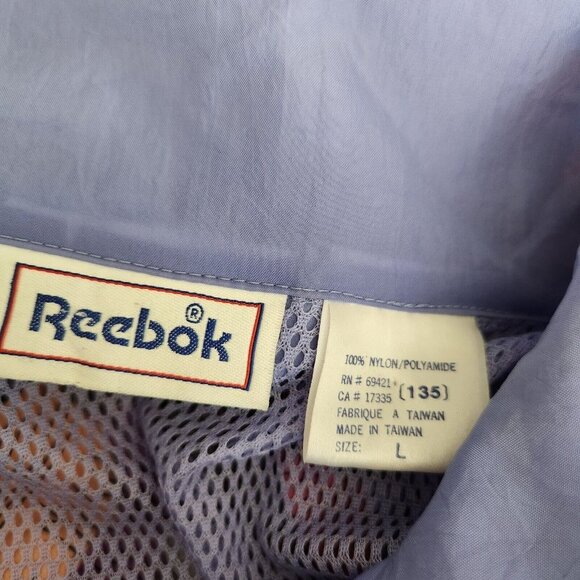 Reebok®
100% NYLON/POLYAMIDE
RN # 69421
CA # 17335 (135)
FABRIQUE A TAIWAN
MADE IN TAIWAN
SIZE: L